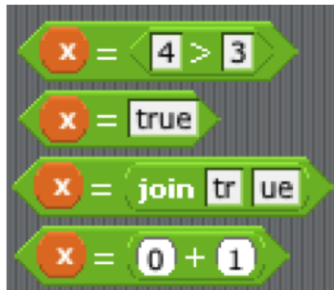 x = 4 > 3
x = true
x = join tr ue
x = 0 + 1